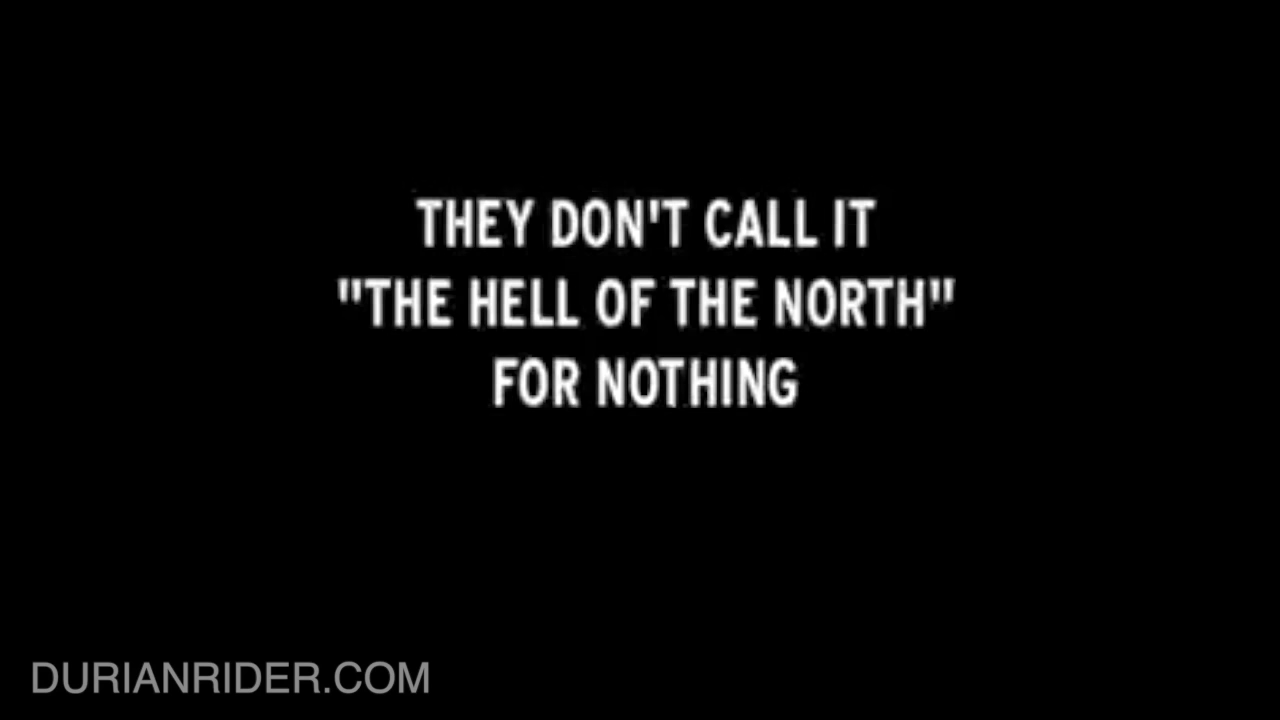 THEY DON'T CALL IT
"THE HELL OF THE NORTH"
FOR NOTHING
DURIANRIDER.COM